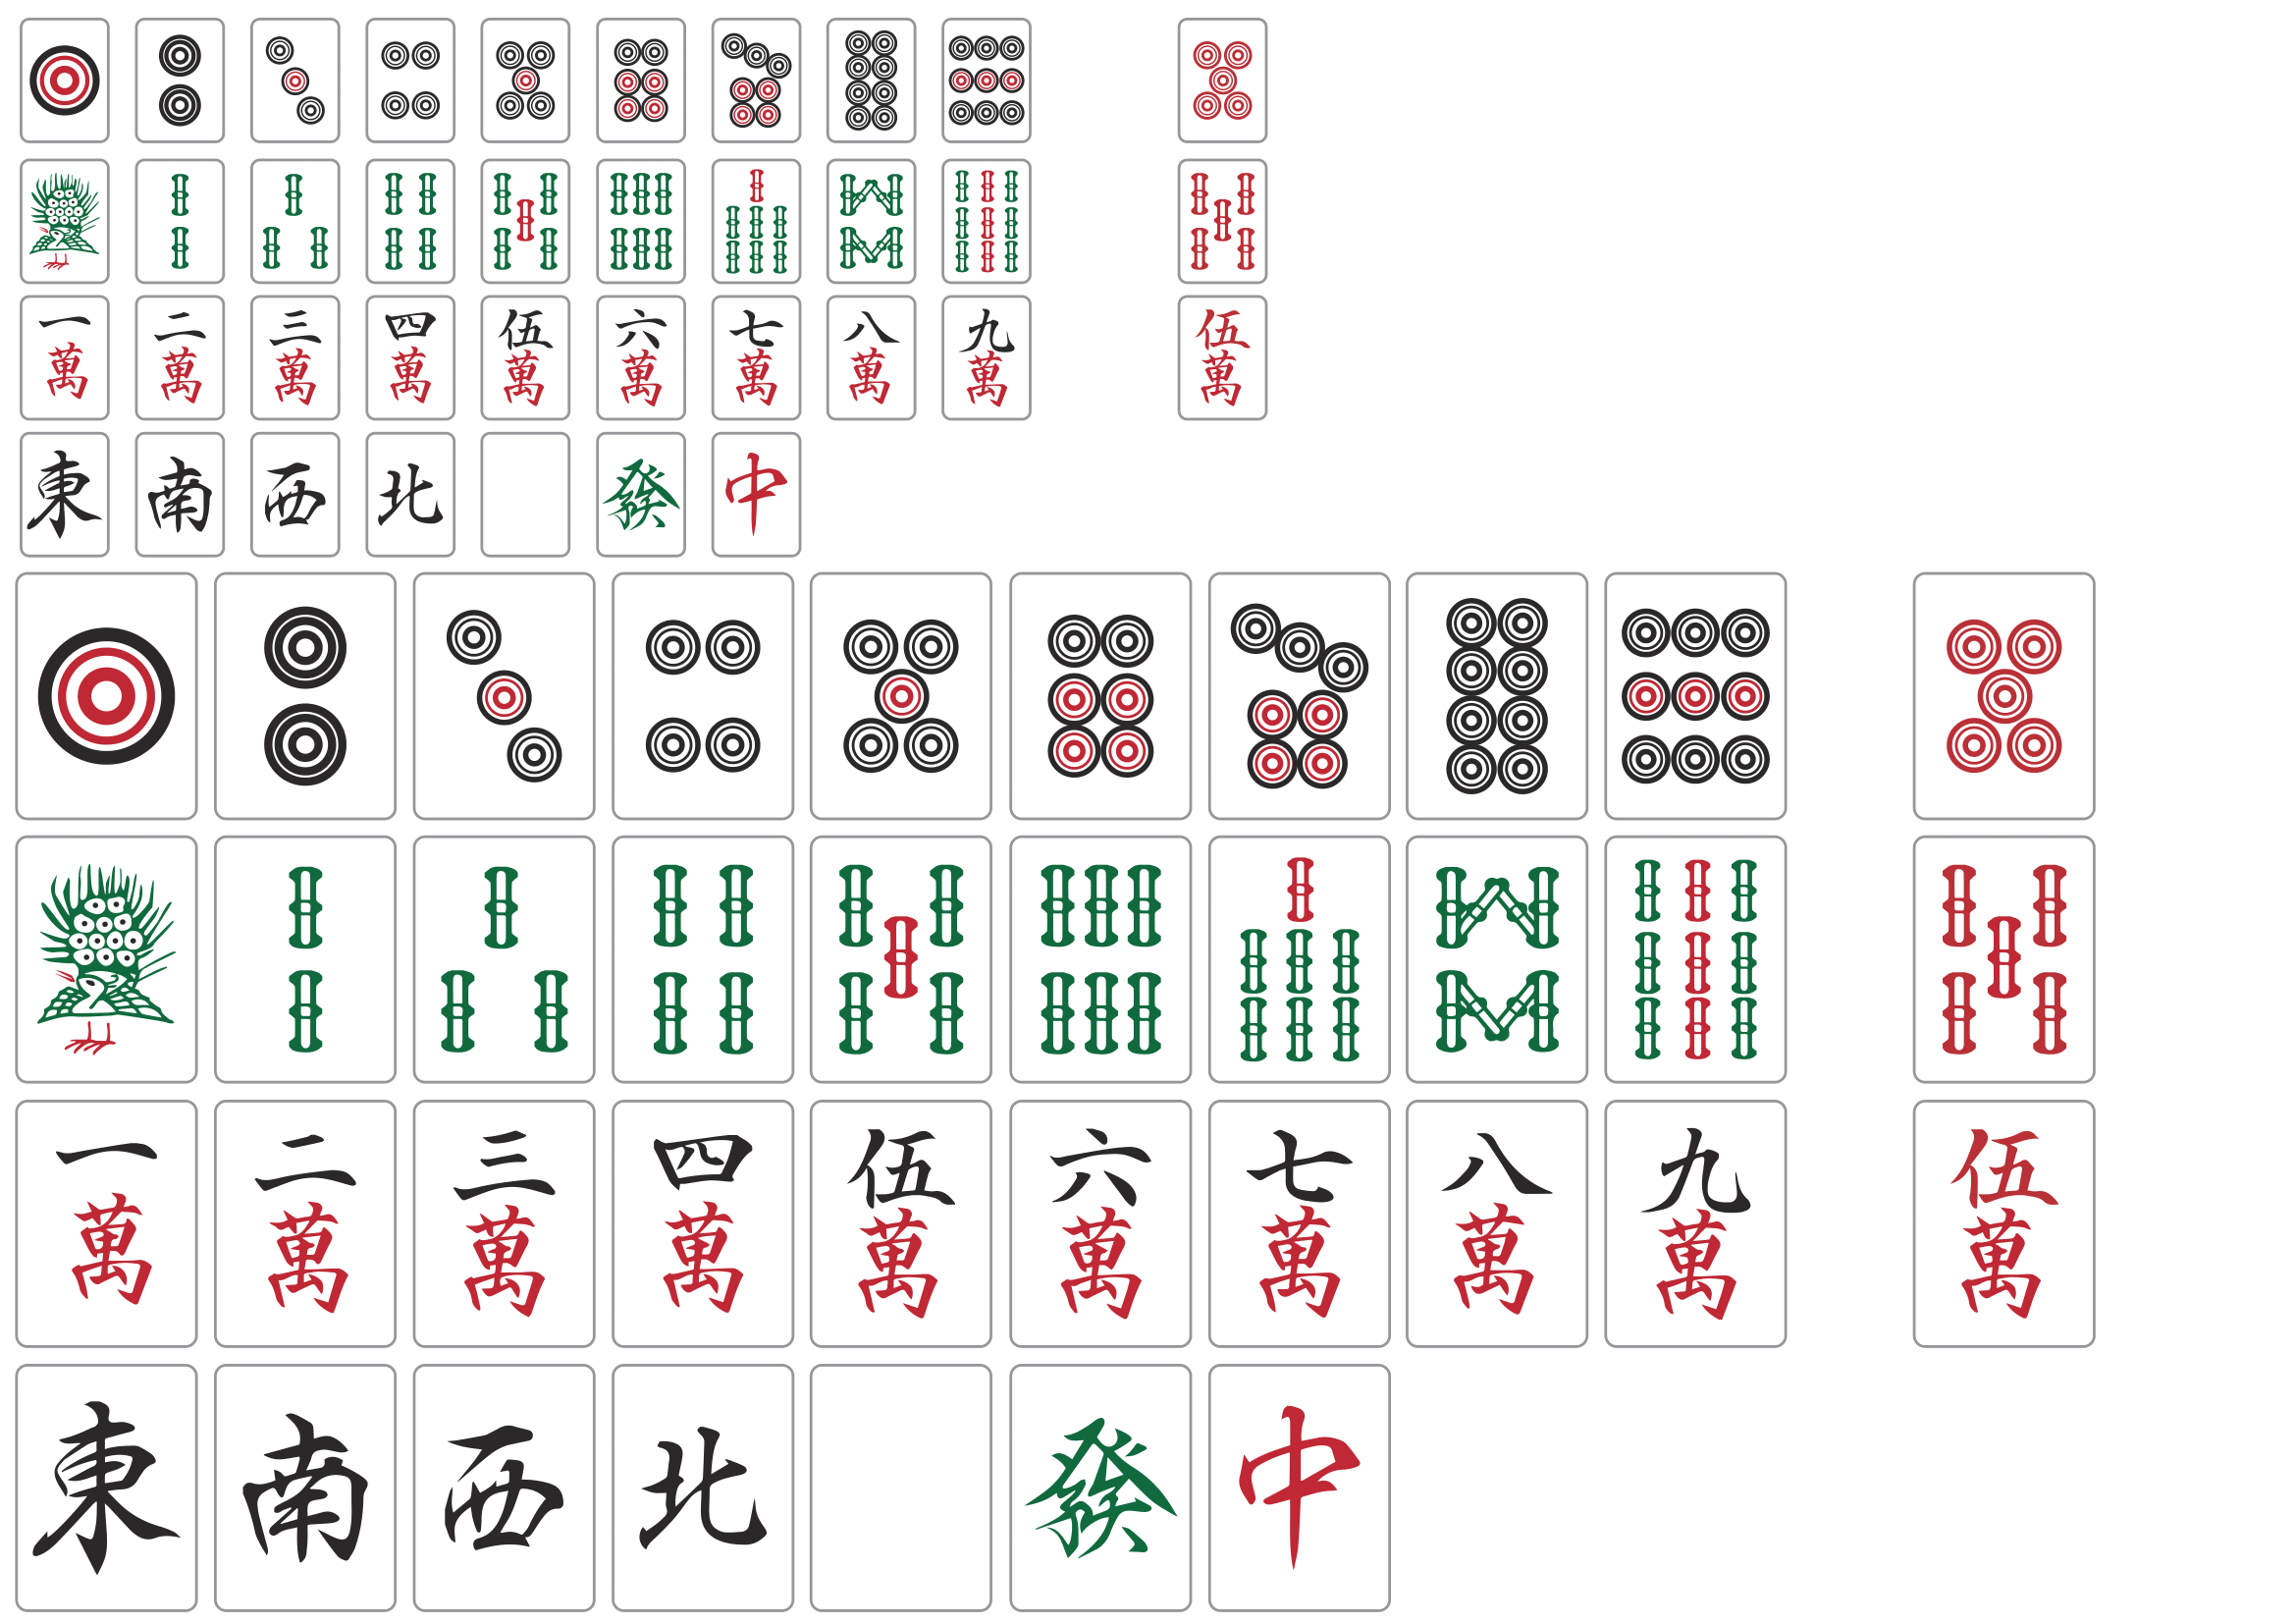 一 二 三 四 伍 六 七 八 九 伍
萬 萬 萬 萬 萬 萬 萬 萬 萬 萬
東 南 西 北 發 中
一 二 三 四 伍 六 七 八 九 伍
萬 萬 萬 萬 萬 萬 萬 萬 萬 萬
東 南 西 北 發 中